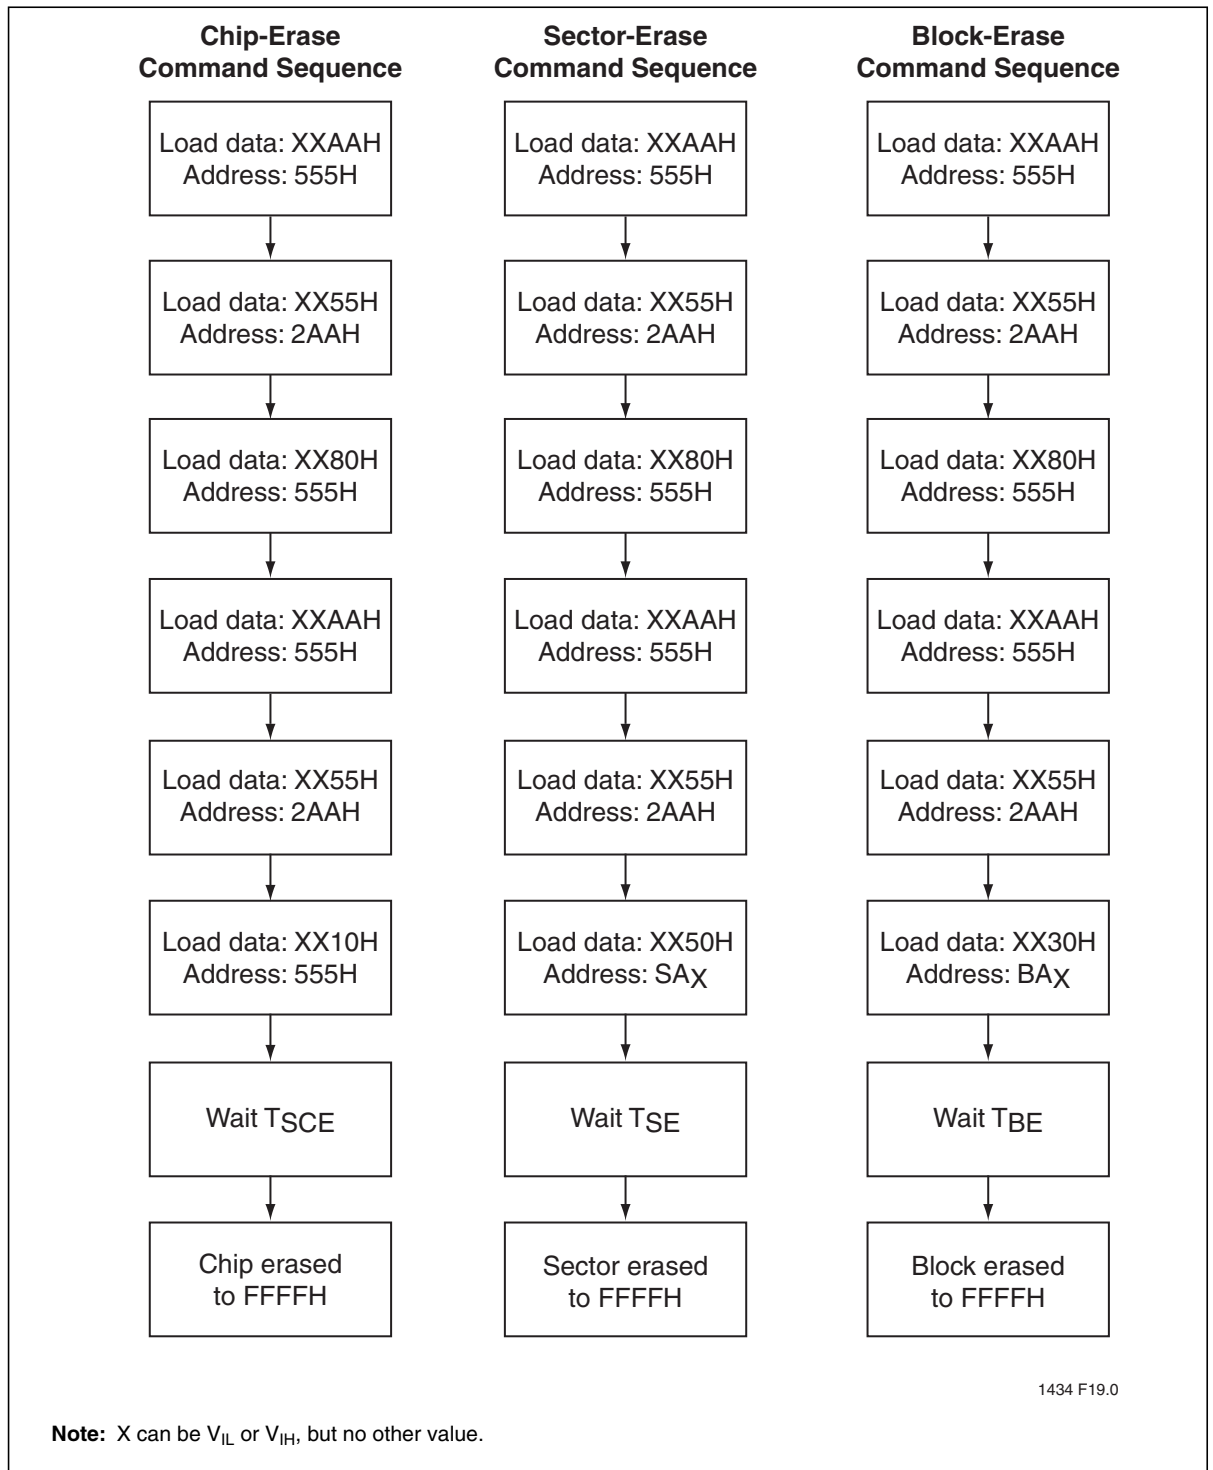 Chip-Erase
Command Sequence
Load data: XXAAH
Address: 555H
Load data: XX55H
Address: 2AAH
Load data: XX80H
Address: 555H
Load data: XXAAH
Address: 555H
Load data: XX55H
Address: 2AAH
Load data: XX10H
Address: 555H
Wait TSCE
Chip erased
to FFFFH
Sector-Erase
Command Sequence
Load data: XXAAH
Address: 555H
Load data: XX55H
Address: 2AAH
Load data: XX80H
Address: 555H
Load data: XXAAH
Address: 555H
Load data: XX55H
Address: 2AAH
Load data: XX50H
Address: SAX
Wait TSE
Sector erased
to FFFFH
Block-Erase
Command Sequence
Load data: XXAAH
Address: 555H
Load data: XX55H
Address: 2AAH
Load data: XX80H
Address: 555H
Load data: XXAAH
Address: 555H
Load data: XX55H
Address: 2AAH
Load data: XX30H
Address: BAX
Wait TBE
Block erased
to FFFFH
1434 F19.0
Note: X can be VIL or VIH, but no other value.